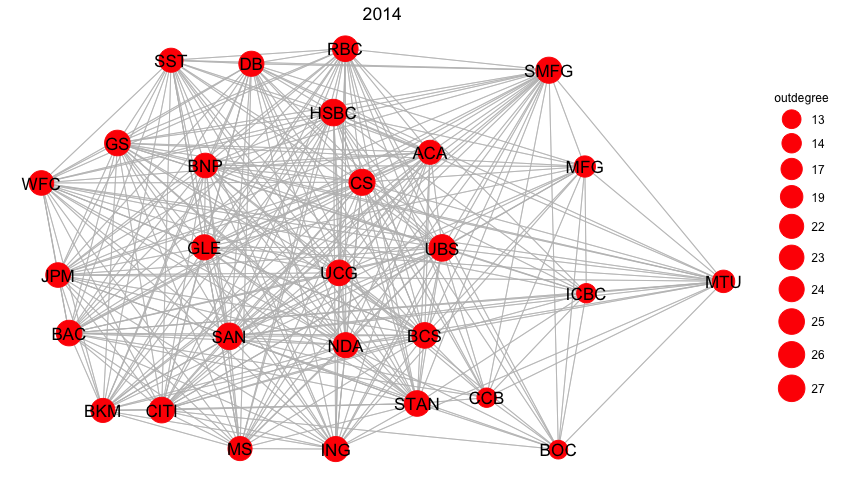 2014
RBC
SST
DB
SMFG
HSBC
GS
ACA
BNP
MFG
WFC
CS
GLE
UBS
JPM
UCG
MTU
ICBC
BAC
SAN
BCS
NDA
CCB
STAN
BKM
CITI
MS
ING
BOC
outdegree
13
14
17
19
22
23
24
25
26
27